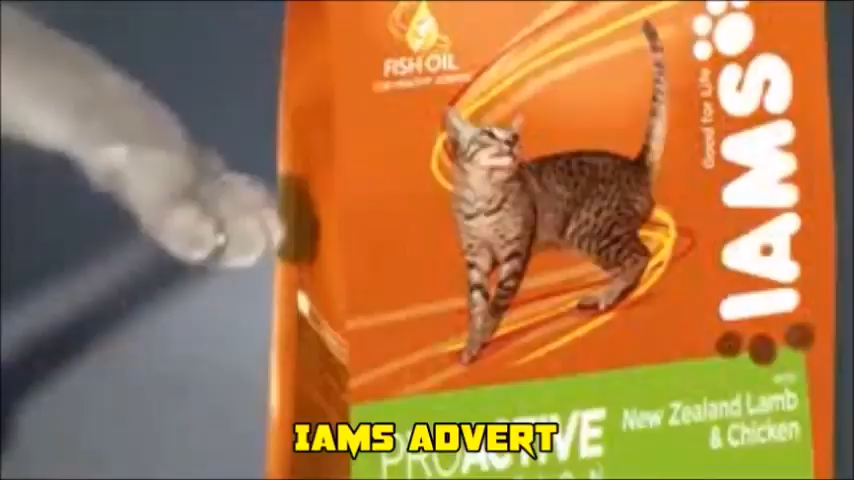 FISH OIL
Good for Life
IAMS
PROACTIVE
New Zealand Lamb
& Chicken
IAMS ADVERT